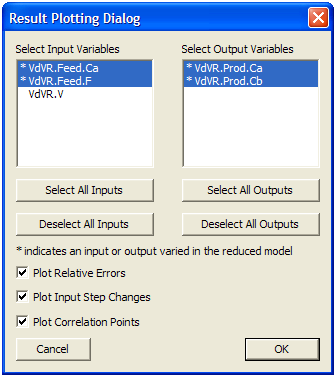 Result Plotting Dialog
Select Input Variables
* VdVR.Feed.Ca
* VdVR.Feed.F
VdVR.V
Select All Inputs
Deselect All Inputs
Select Output Variables
* VdVR.Prod.Ca
* VdVR.Prod.Cb
Select All Outputs
Deselect All Outputs
* indicates an input or output varied in the reduced model
Plot Relative Errors
Plot Input Step Changes
Plot Correlation Points
Cancel
OK